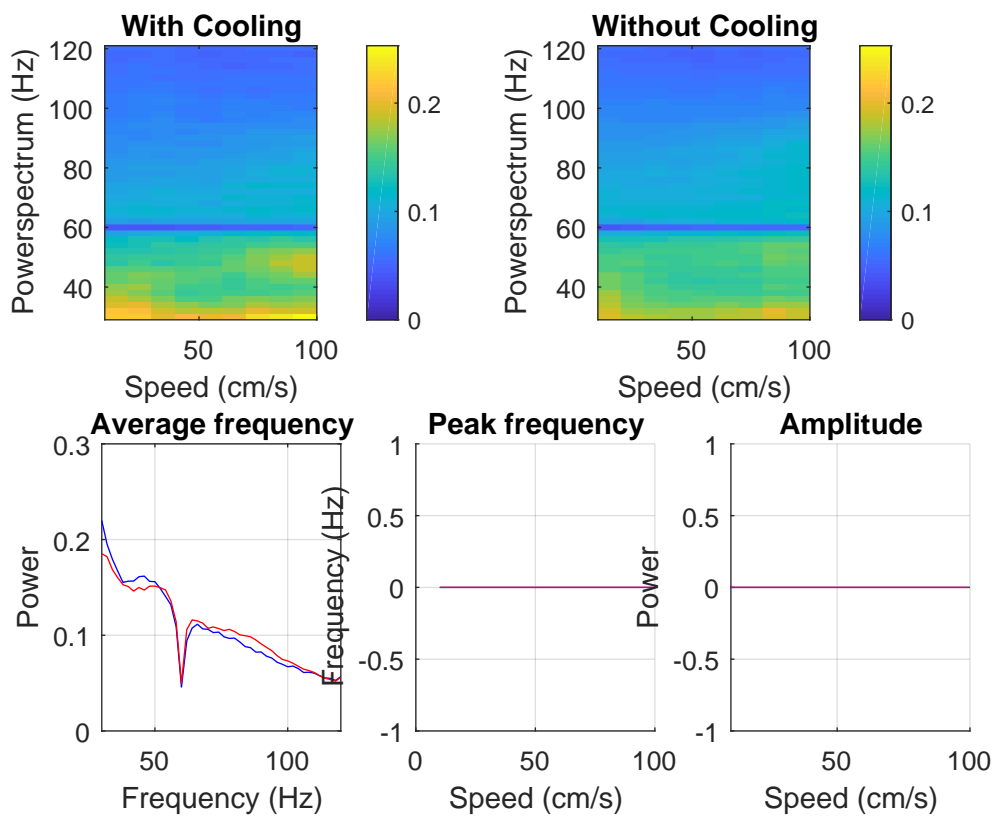 With Cooling
Powerspectrum (Hz)
120
100
80
60
40
50
100
Speed (cm/s)
0.2
0.1
0
Without Cooling
Powerspectrum (Hz)
120
100
80
60
40
50
100
Speed (cm/s)
0.2
0.1
0
Average frequency
Power
0.3
0.2
0.1
0
50
100
Frequency (Hz)
Peak frequency
Frequency (Hz)
1
0.5
0
-0.5
-1
0
50
100
Speed (cm/s)
Amplitude
Power
1
0.5
0
-0.5
-1
50
100
Speed (cm/s)